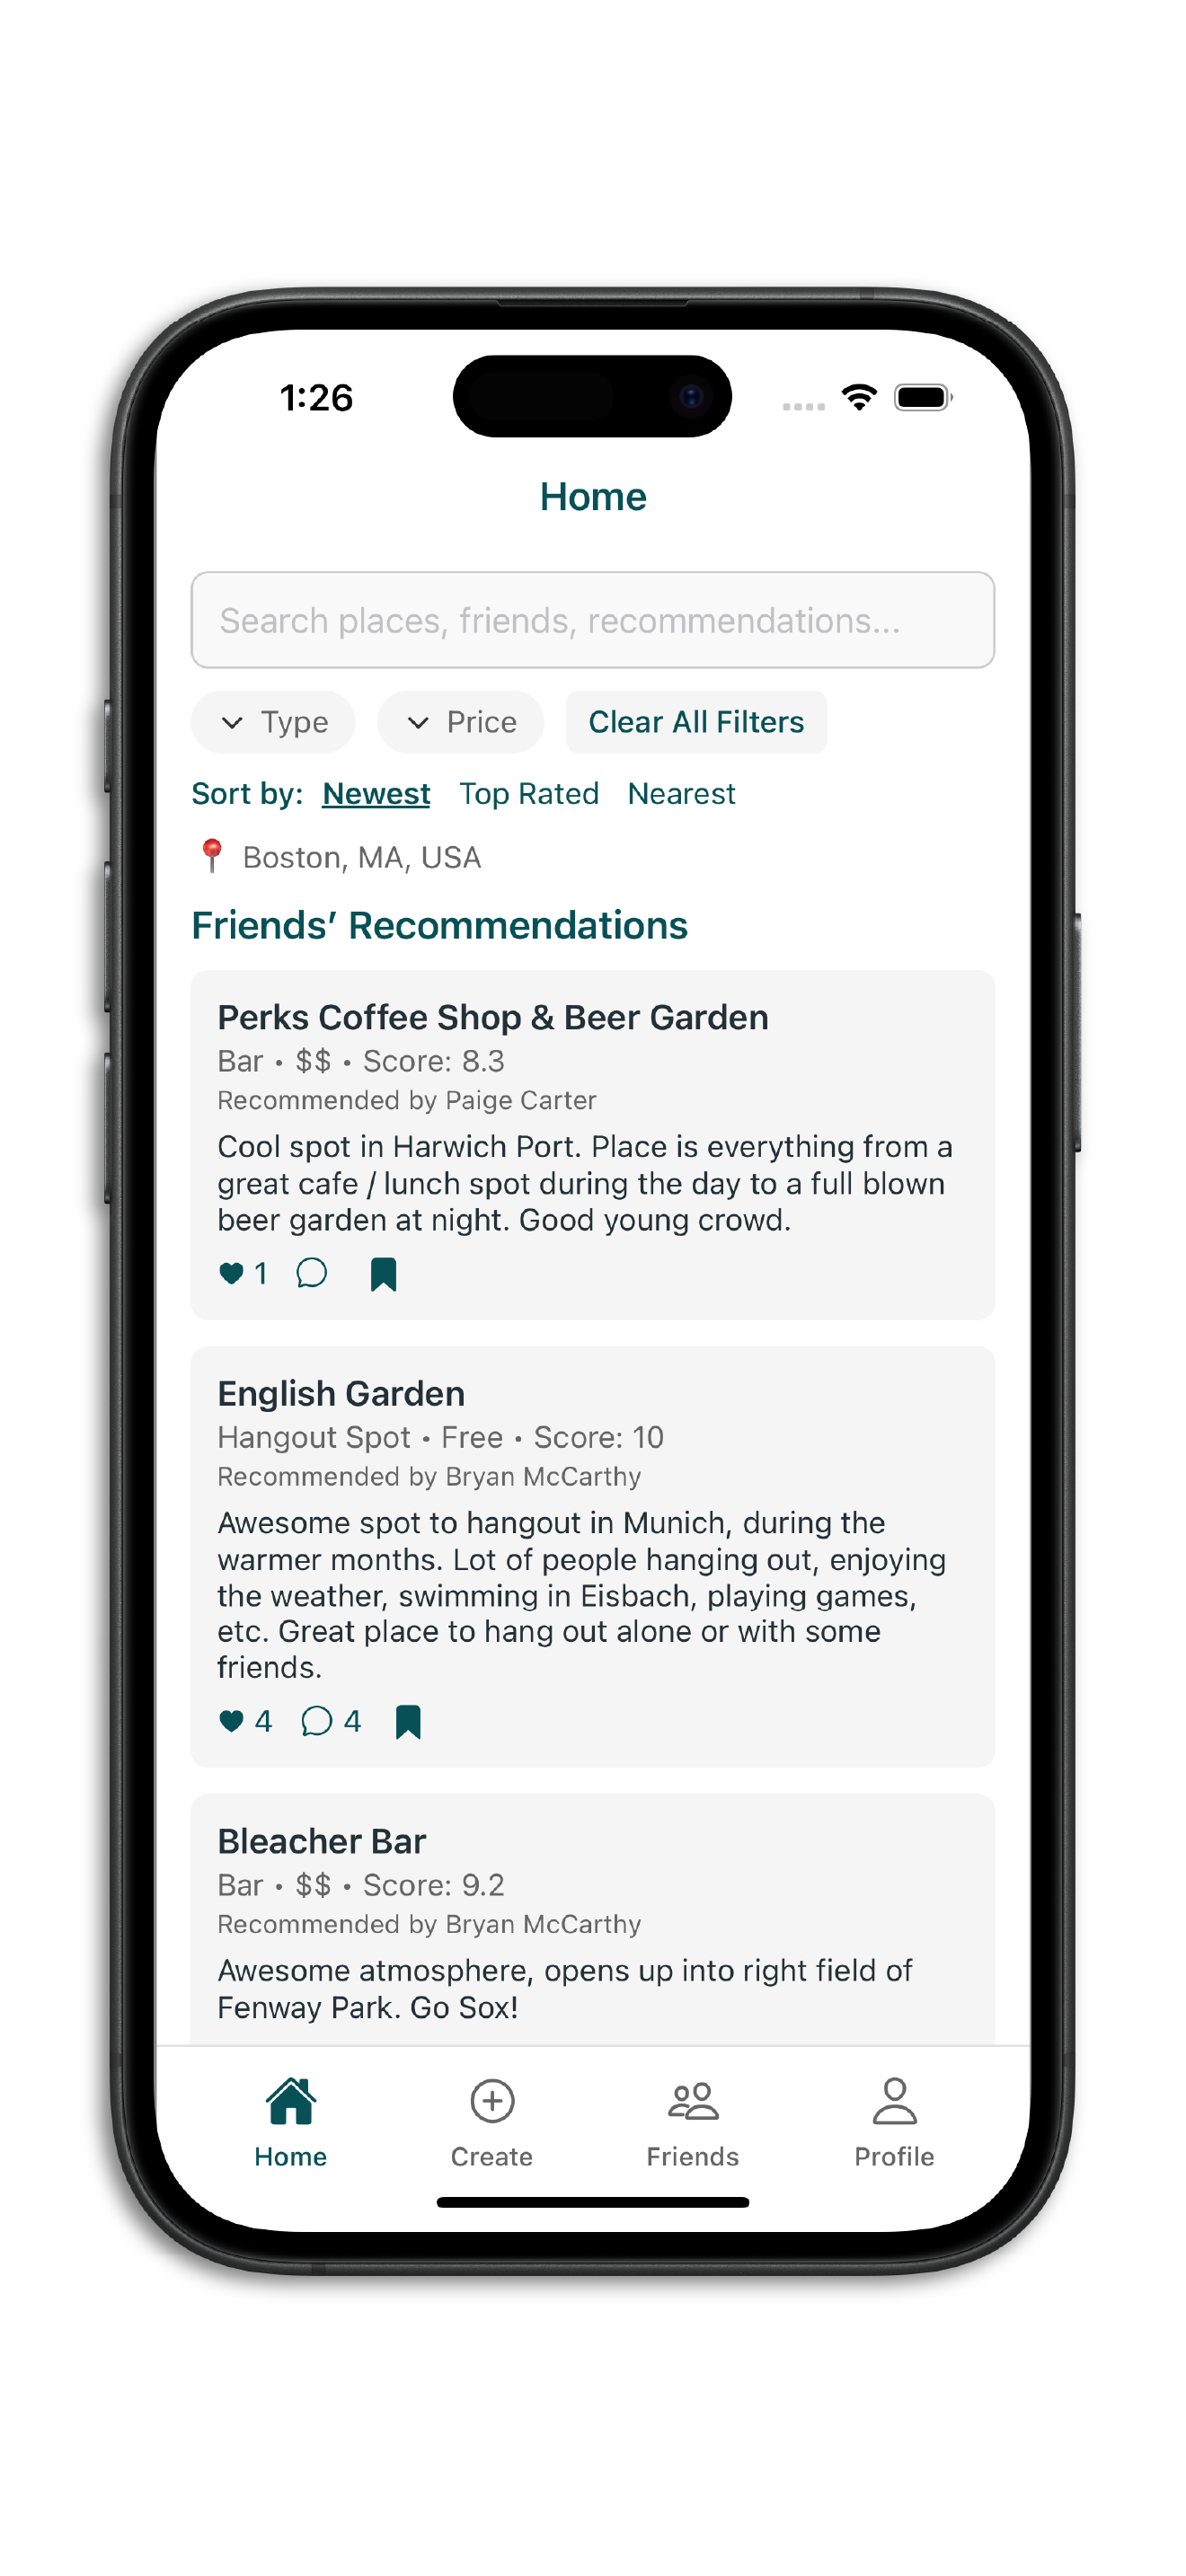 1:26
Home
Search places, friends, recommendations...
Type Price Clear All Filters
Sort by: Newest Top Rated Nearest
Boston, MA, USA
Friends’ Recommendations
Perks Coffee Shop & Beer Garden
Bar • $$ • Score: 8.3
Recommended by Paige Carter
Cool spot in Harwich Port. Place is everything from a
great cafe / lunch spot during the day to a full blown
beer garden at night. Good young crowd.
1
English Garden
Hangout Spot • Free • Score: 10
Recommended by Bryan McCarthy
Awesome spot to hangout in Munich, during the
warmer months. Lot of people hanging out, enjoying
the weather, swimming in Eisbach, playing games,
etc. Great place to hang out alone or with some
friends.
4 4
Bleacher Bar
Bar • $$ • Score: 9.2
Recommended by Bryan McCarthy
Awesome atmosphere, opens up into right field of
Fenway Park. Go Sox!
Home Create Friends Profile